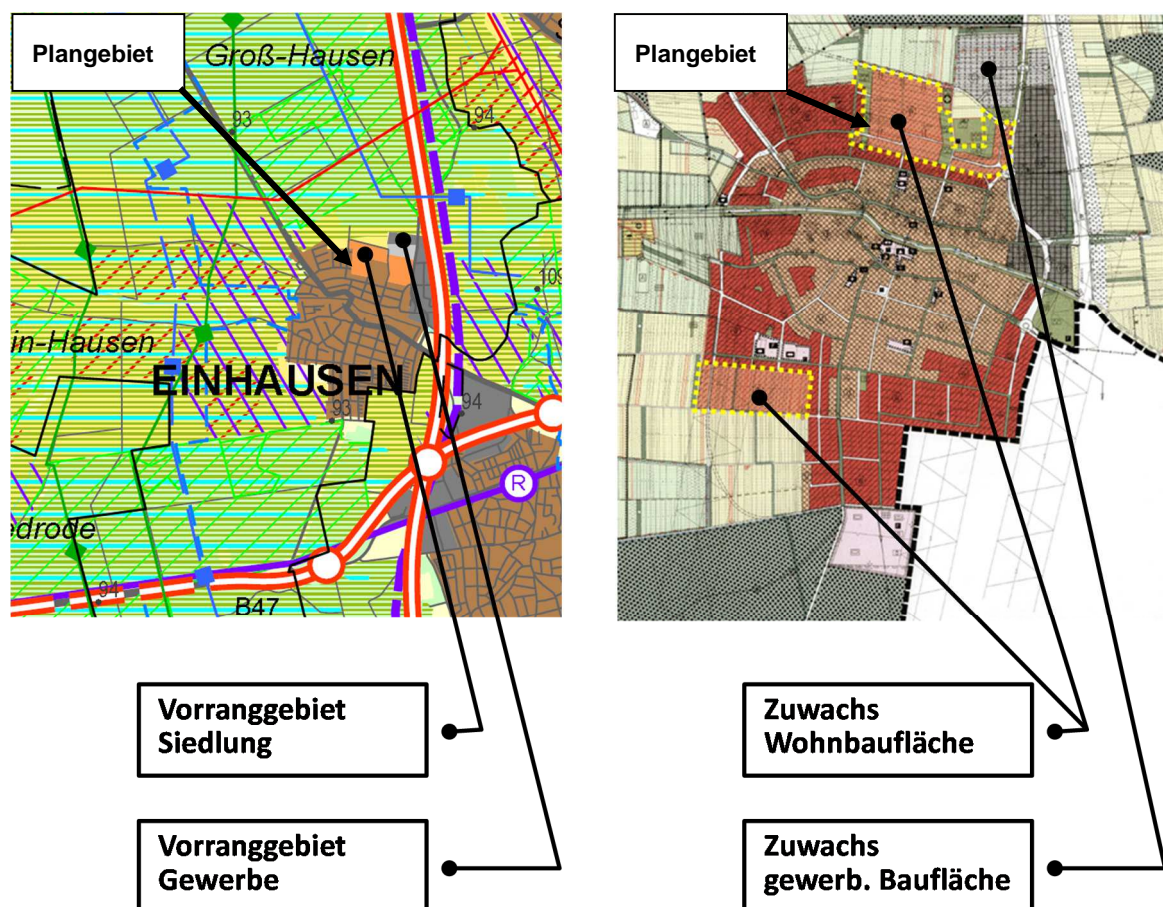 Plangebiet
Groß-Hausen
93
94
109
in-Hausen
EINHAUSEN
93
94
R
edrode
94
B47
Plangebiet
Vorranggebiet
Siedlung
Vorranggebiet
Gewerbe
Zuwachs
Wohnbaufläche
Zuwachs
gewerb. Baufläche